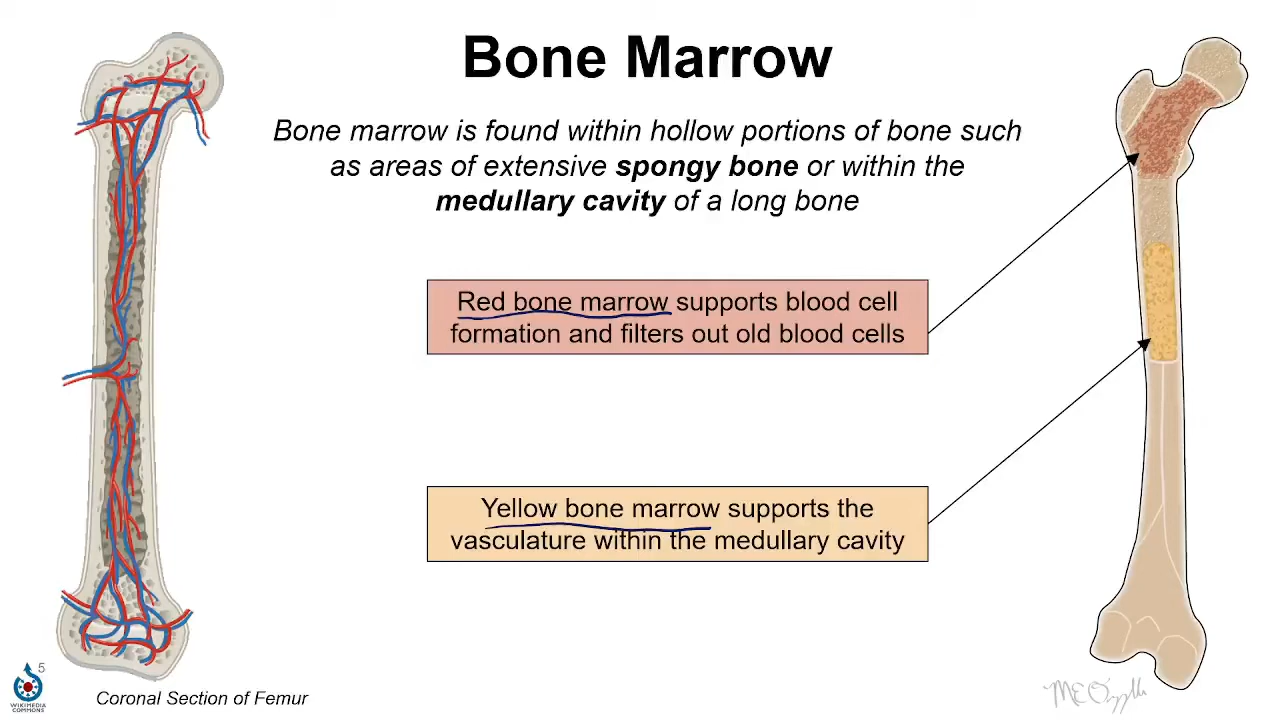 Bone Marrow
Bone marrow is found within hollow portions of bone such
as areas of extensive spongy bone or within the
medullary cavity of a long bone
Red bone marrow supports blood cell
formation and filters out old blood cells
Yellow bone marrow supports the
vasculature within the medullary cavity
5
WIKIMEDIA
COMMONS
Coronal Section of Femur